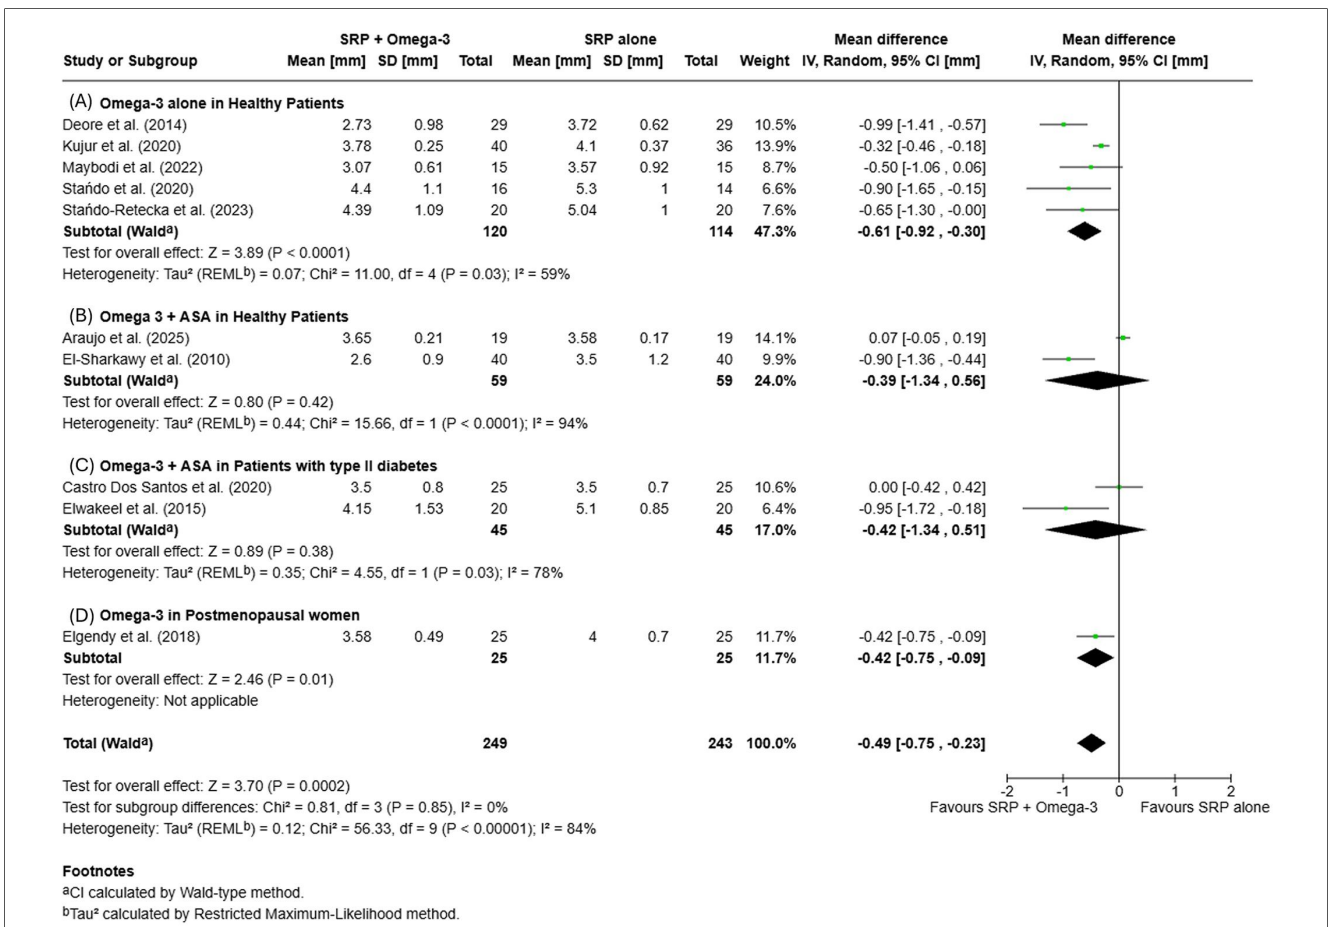 SRP + Omega-3 SRP alone Mean difference Mean difference
Study or Subgroup Mean [mm] SD [mm] Total Mean [mm] SD [mm] Total Weight IV, Random, 95% CI [mm] IV, Random, 95% CI [mm]
(A) Omega-3 alone in Healthy Patients
Deore et al. (2014) 2.73 0.98 29 3.72 0.62 29 10.5% -0.99 [-1.41 , -0.57]
Kujur et al. (2020) 3.78 0.25 40 4.1 0.37 36 13.9% -0.32 [-0.46 , -0.18]
Maybodi et al. (2022) 3.07 0.61 15 3.57 0.92 15 8.7% -0.50 [-1.06 , 0.06]
Stańdo et al. (2020) 4.4 1.1 16 5.3 1 14 6.6% -0.90 [-1.65 , -0.15]
Stańdo-Retecka et al. (2023) 4.39 1.09 20 5.04 1 20 7.6% -0.65 [-1.30 , -0.00]
Subtotal (Waldª) 120 114 47.3% -0.61 [-0.92 , -0.30]
Test for overall effect: Z = 3.89 (P < 0.0001)
Heterogeneity: Tau² (REMLᵇ) = 0.07; Chi² = 11.00, df = 4 (P = 0.03); I² = 59%
(B) Omega 3 + ASA in Healthy Patients
Araujo et al. (2025) 3.65 0.21 19 3.58 0.17 19 14.1% 0.07 [-0.05 , 0.19]
El-Sharkawy et al. (2010) 2.6 0.9 40 3.5 1.2 40 9.9% -0.90 [-1.36 , -0.44]
Subtotal (Waldª) 59 59 24.0% -0.39 [-1.34 , 0.56]
Test for overall effect: Z = 0.80 (P = 0.42)
Heterogeneity: Tau² (REMLᵇ) = 0.44; Chi² = 15.66, df = 1 (P < 0.0001); I² = 94%
(C) Omega-3 + ASA in Patients with type II diabetes
Castro Dos Santos et al. (2020) 3.5 0.8 25 3.5 0.7 25 10.6% 0.00 [-0.42 , 0.42]
Elwakeel et al. (2015) 4.15 1.53 20 5.1 0.85 20 6.4% -0.95 [-1.72 , -0.18]
Subtotal (Waldª) 45 45 17.0% -0.42 [-1.34 , 0.51]
Test for overall effect: Z = 0.89 (P = 0.38)
Heterogeneity: Tau² (REMLᵇ) = 0.35; Chi² = 4.55, df = 1 (P = 0.03); I² = 78%
(D) Omega-3 in Postmenopausal women
Elgendy et al. (2018) 3.58 0.49 25 4 0.7 25 11.7% -0.42 [-0.75 , -0.09]
Subtotal 25 25 11.7% -0.42 [-0.75 , -0.09]
Test for overall effect: Z = 2.46 (P = 0.01)
Heterogeneity: Not applicable
Total (Waldª) 249 243 100.0% -0.49 [-0.75 , -0.23]
Test for overall effect: Z = 3.70 (P = 0.0002)
-2 -1 0 1 2
Test for subgroup differences: Chi² = 0.81, df = 3 (P = 0.85), I² = 0%
Favours SRP + Omega-3 Favours SRP alone
Heterogeneity: Tau² (REMLᵇ) = 0.12; Chi² = 56.33, df = 9 (P < 0.00001); I² = 84%
Footnotes
ªCI calculated by Wald-type method.
ᵇTau² calculated by Restricted Maximum-Likelihood method.